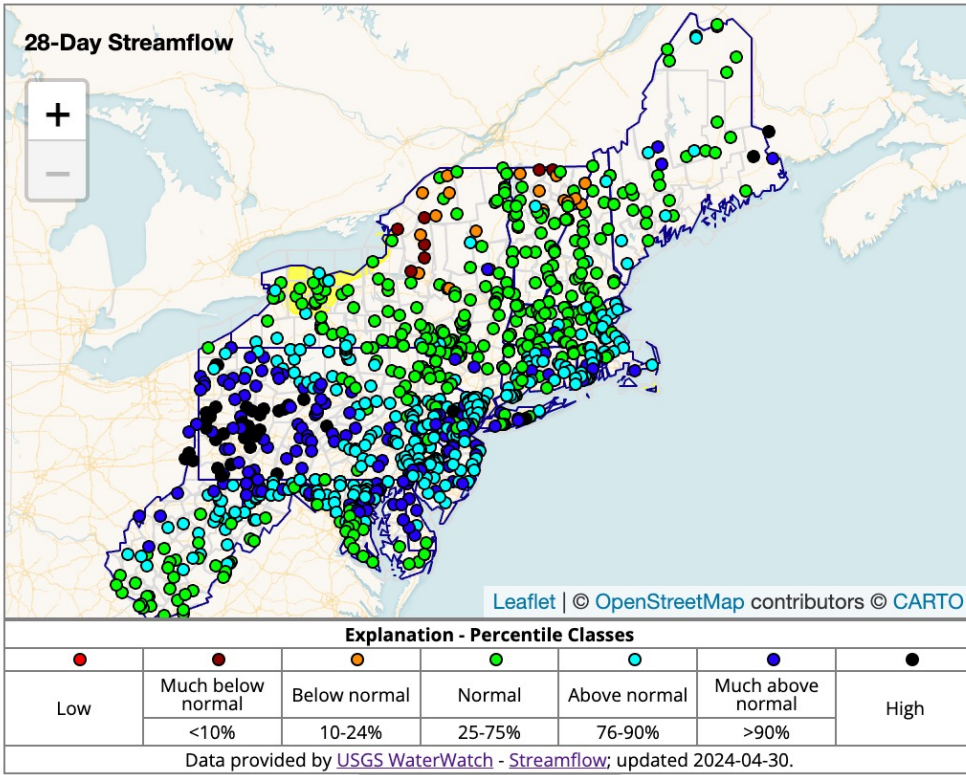 28-Day Streamflow
+
−
Leaflet | © OpenStreetMap contributors © CARTO
Explanation - Percentile Classes
Low
Much below normal
Below normal
Normal
Above normal
Much above normal
High
<10%
10-24%
25-75%
76-90%
>90%
Data provided by USGS WaterWatch - Streamflow; updated 2024-04-30.